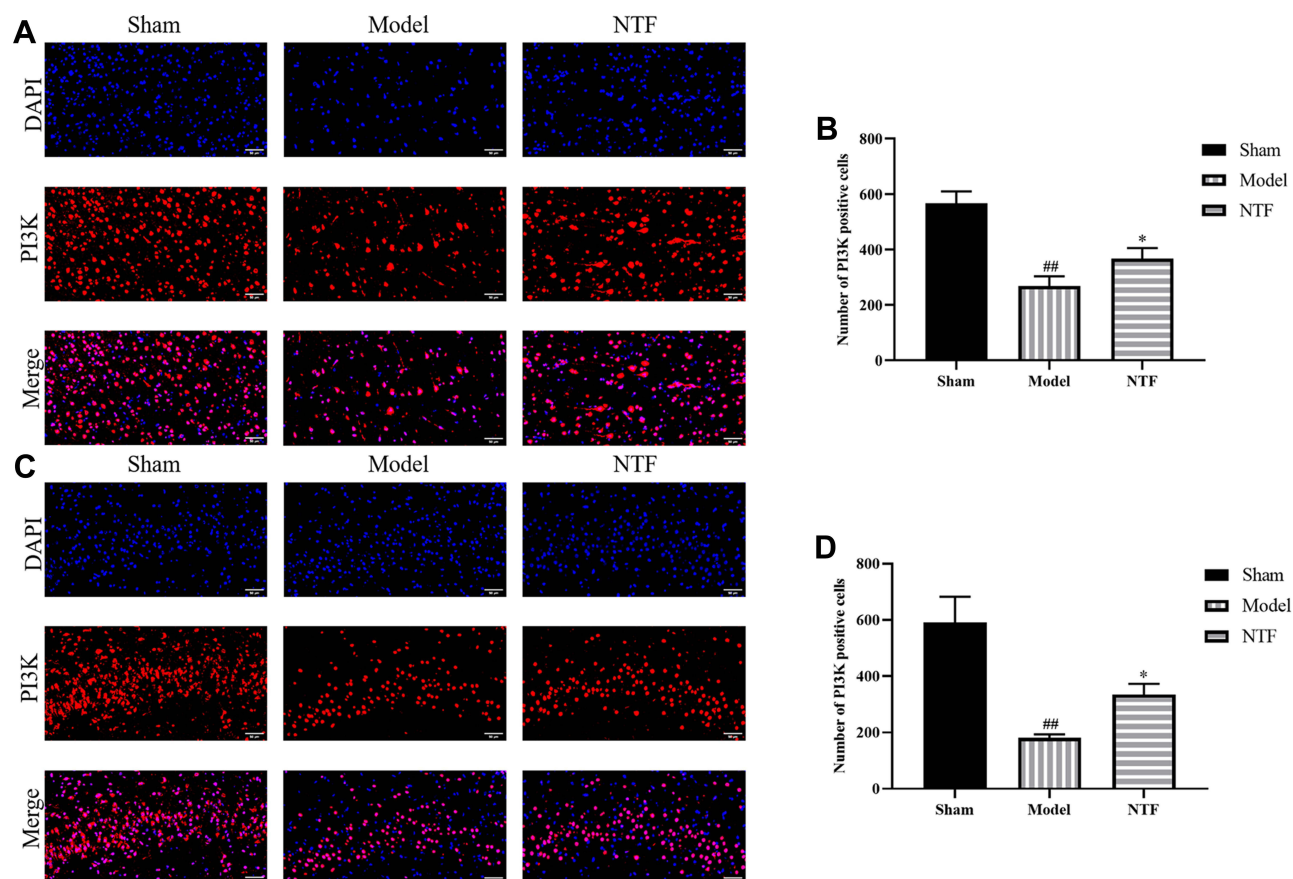 A
Sham Model NTF
DAPI
PI3K
Merge
B
Number of PI3K positive cells
800
600
400
200
0
##
*
Sham Model NTF
Sham
Model
NTF
C
Sham Model NTF
DAPI
PI3K
Merge
D
Number of PI3K positive cells
800
600
400
200
0
##
*
Sham Model NTF
Sham
Model
NTF